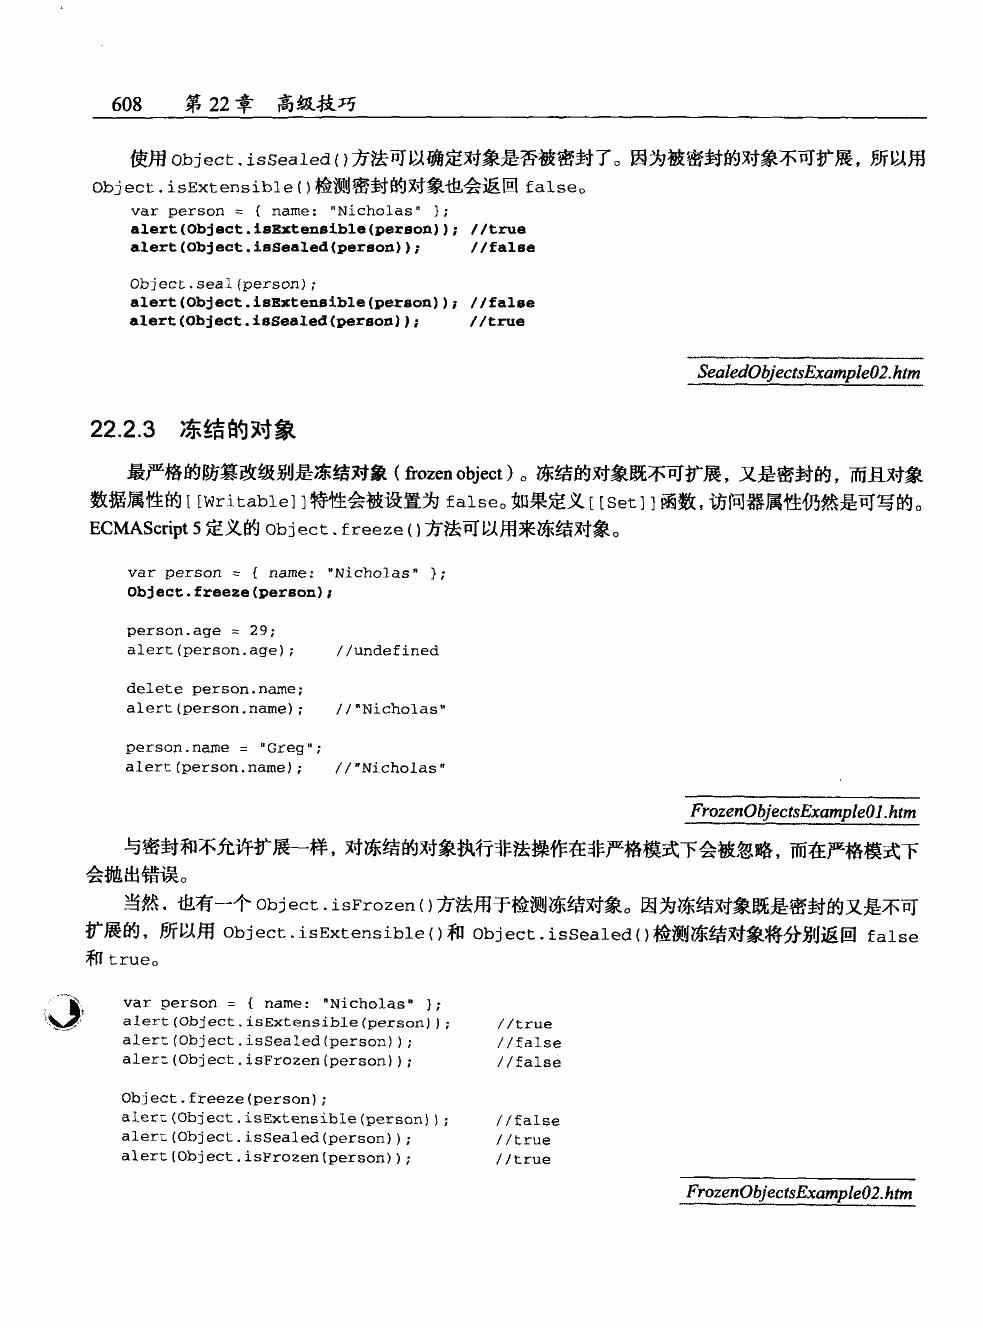 608 第 22 章 高级技巧
使用 Object.isSealed()方法可以确定对象是否被密封了。因为被密封的对象不可扩展，所以用
Object.isExtensible()检测密封的对象也会返回 false。
var person = { name: "Nicholas" };
alert(Object.isExtensible(person)); //true
alert(Object.isSealed(person)); //false
Object.seal(person);
alert(Object.isExtensible(person)); //false
alert(Object.isSealed(person)); //true
SealedObjectsExample02.htm
22.2.3 冻结的对象
最严格的防篡改级别是冻结对象（frozen object）。冻结的对象既不可扩展，又是密封的，而且对象
数据属性的[[Writable]]特性会被设置为 false。如果定义[[Set]]函数，访问器属性仍然是可写的。
ECMAScript 5 定义的 Object.freeze()方法可以用来冻结对象。
var person = { name: "Nicholas" };
Object.freeze(person);
person.age = 29;
alert(person.age); //undefined
delete person.name;
alert(person.name); //"Nicholas"
person.name = "Greg";
alert(person.name); //"Nicholas"
FrozenObjectsExample01.htm
与密封和不允许扩展一样，对冻结的对象执行非法操作在非严格模式下会被忽略，而在严格模式下
会抛出错误。
当然，也有一个 Object.isFrozen()方法用于检测冻结对象。因为冻结对象既是密封的又是不可
扩展的，所以用 Object.isExtensible()和 Object.isSealed()检测冻结对象将分别返回 false
和 true。
var person = { name: "Nicholas" };
alert(Object.isExtensible(person)); //true
alert(Object.isSealed(person)); //false
alert(Object.isFrozen(person)); //false
Object.freeze(person);
alert(Object.isExtensible(person)); //false
alert(Object.isSealed(person)); //true
alert(Object.isFrozen(person)); //true
FrozenObjectsExample02.htm